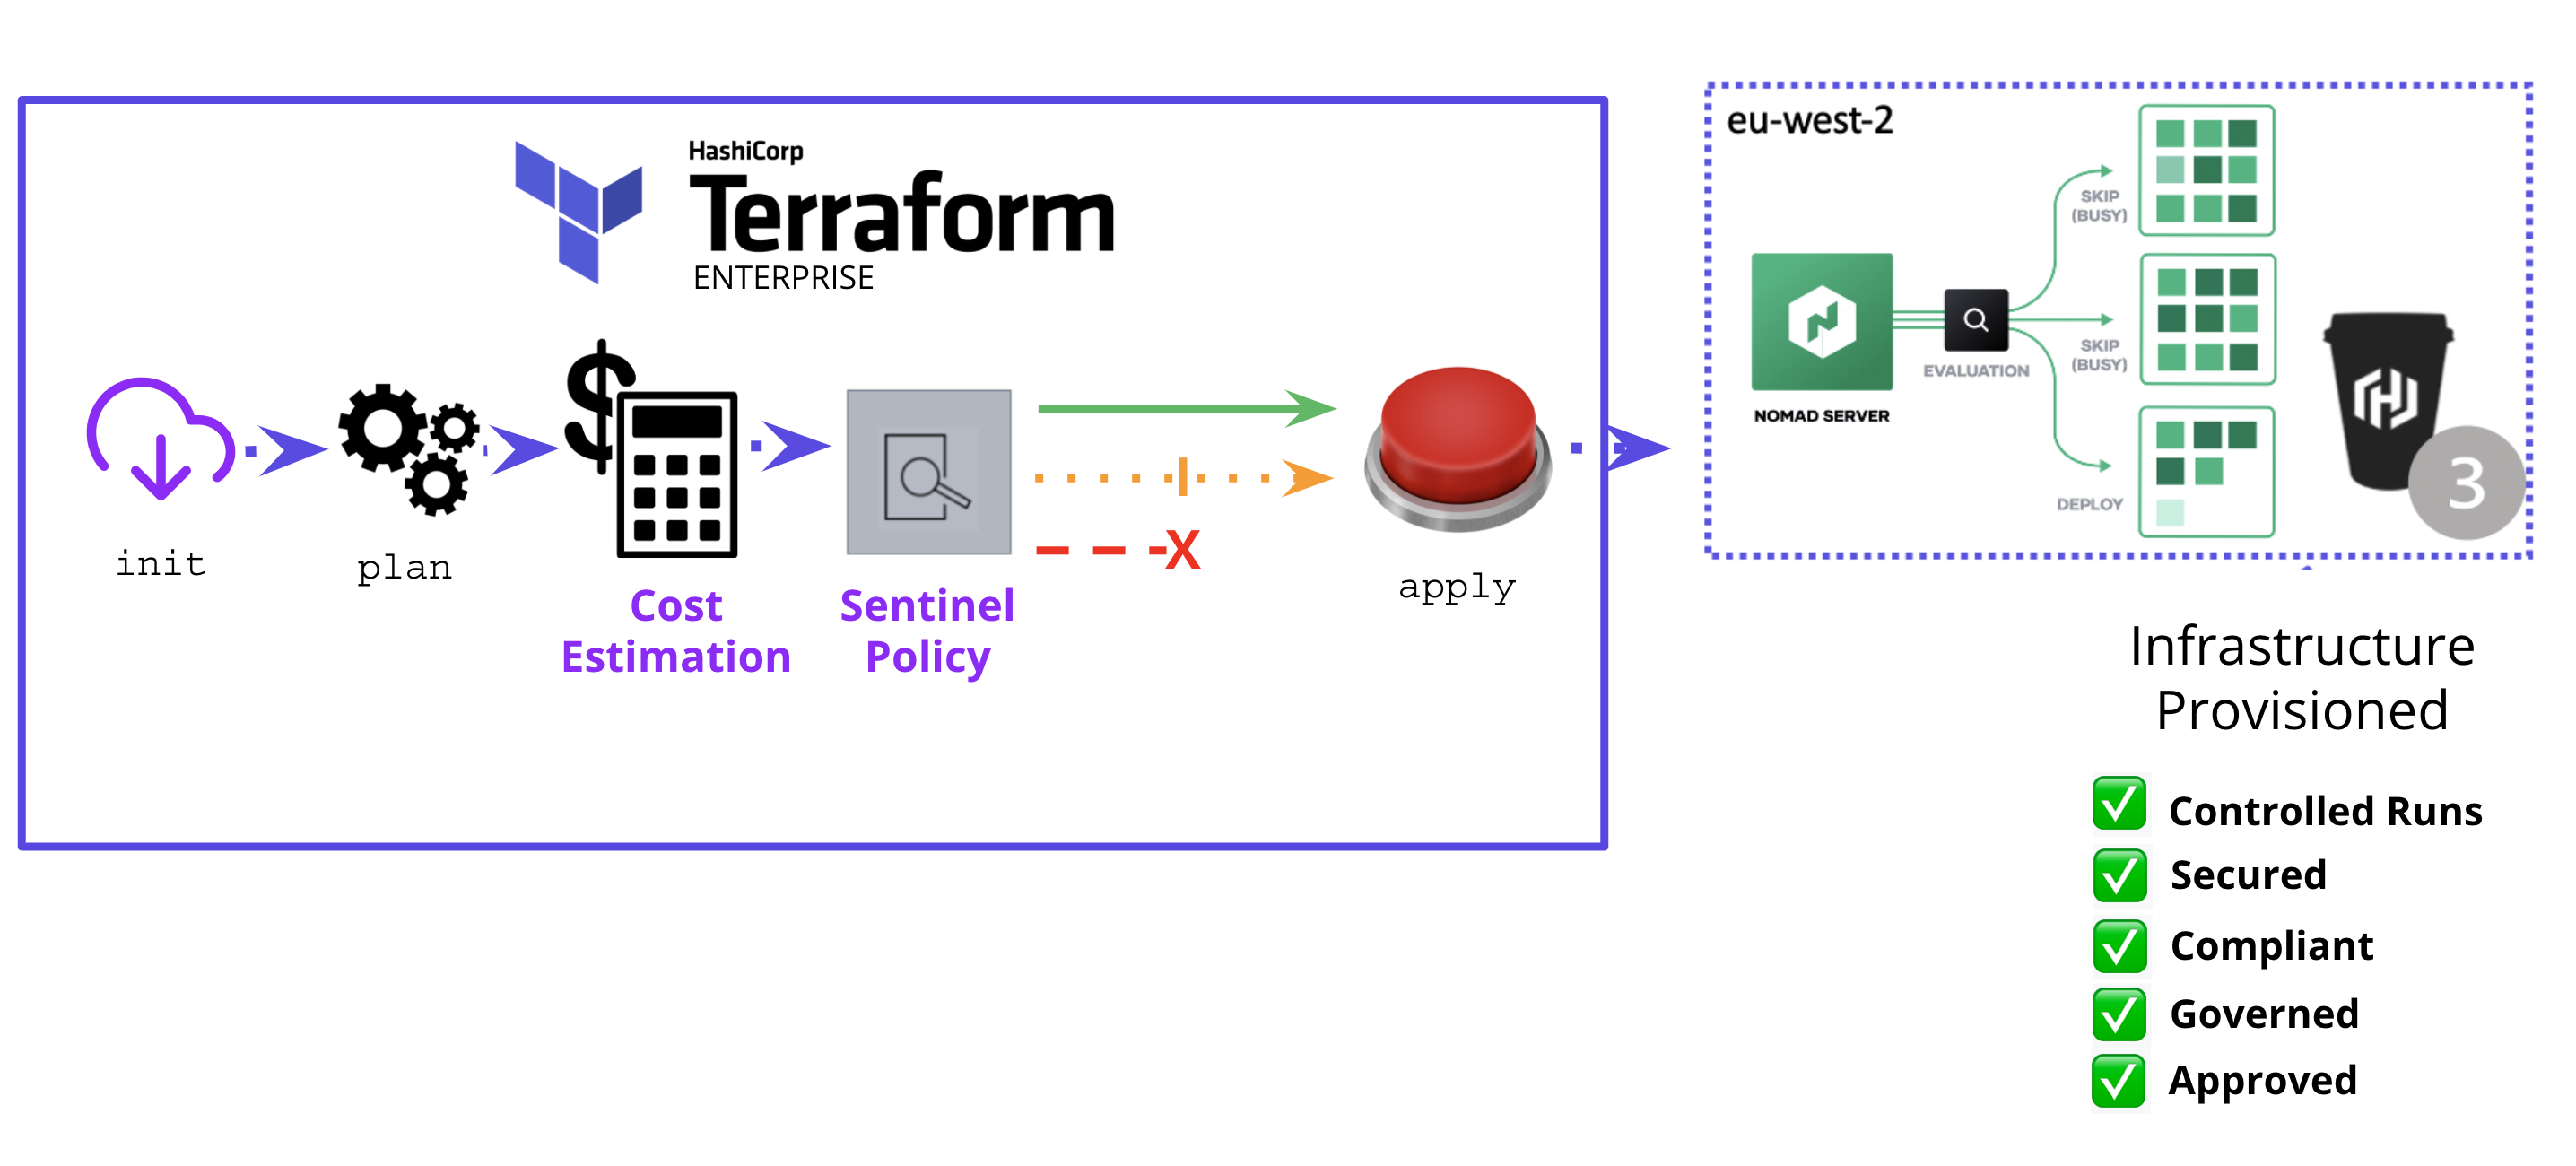 HashiCorp
Terraform
ENTERPRISE
init
plan
Cost
Estimation
Sentinel
Policy
X
apply
eu-west-2
NOMAD SERVER
EVALUATION
SKIP
(BUSY)
SKIP
(BUSY)
DEPLOY
3
Infrastructure
Provisioned
Controlled Runs
Secured
Compliant
Governed
Approved